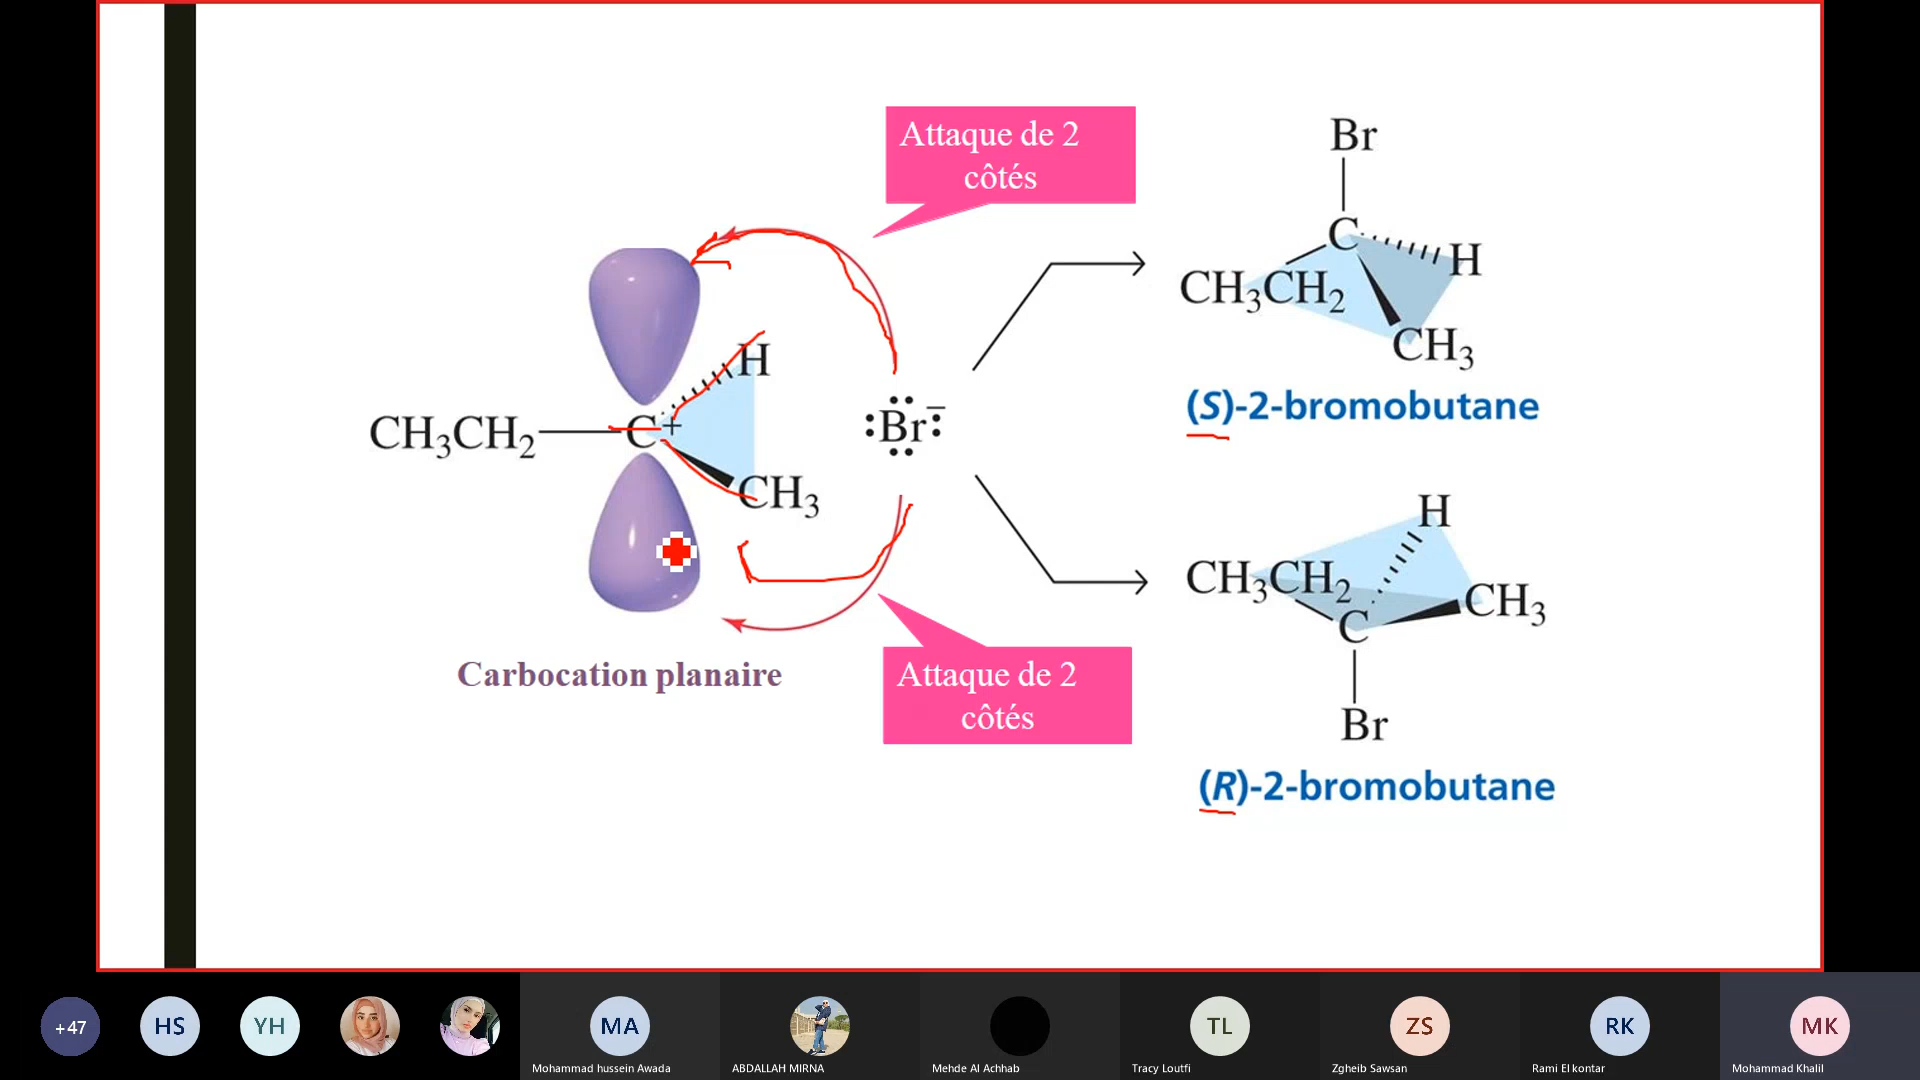 Attaque de 2
côtés
Br
C
H
CH₃CH₂
CH₃
(S)-2-bromobutane
H
CH₃CH₂
C
+
:Br:
−
CH₃
H
CH₃CH₂
CH₃
C
Br
Carbocation planaire
Attaque de 2
côtés
(R)-2-bromobutane
+47
HS
YH
MA
TL
ZS
RK
MK
Mohammad hussein Awada
ABDALLAH MIRNA
Mehde Al Achhab
Tracy Loutfi
Zgheib Sawsan
Rami El kontar
Mohammad Khalil